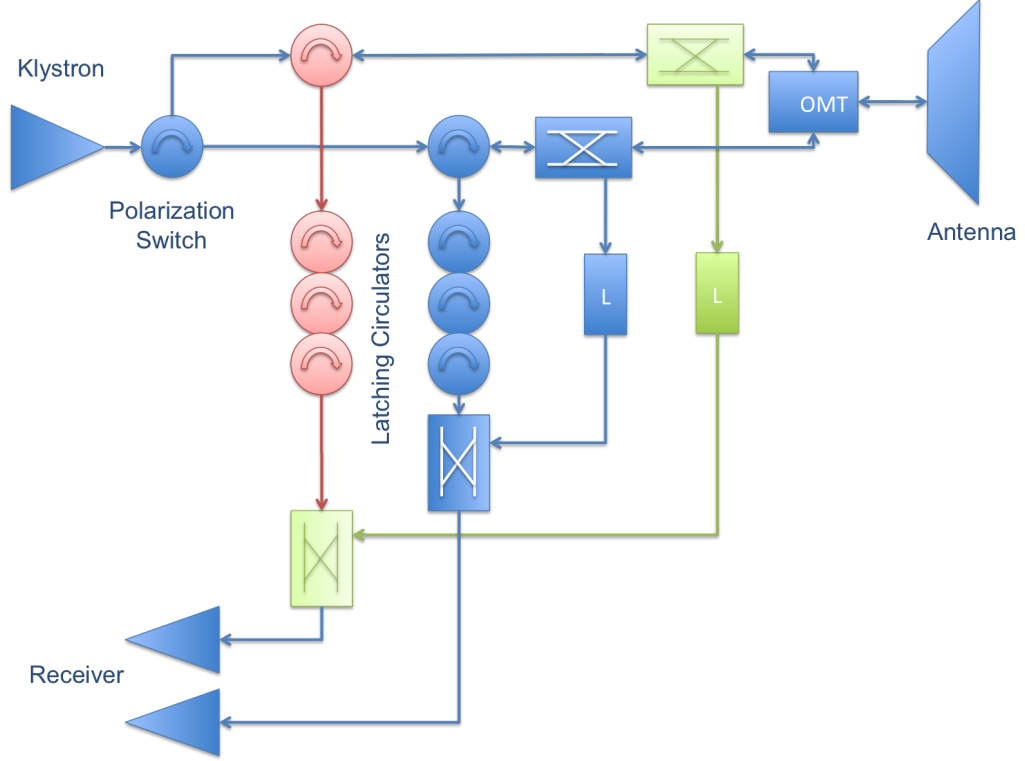 Klystron
OMT
Polarization
Switch
Antenna
Latching Circulators
L
L
Receiver